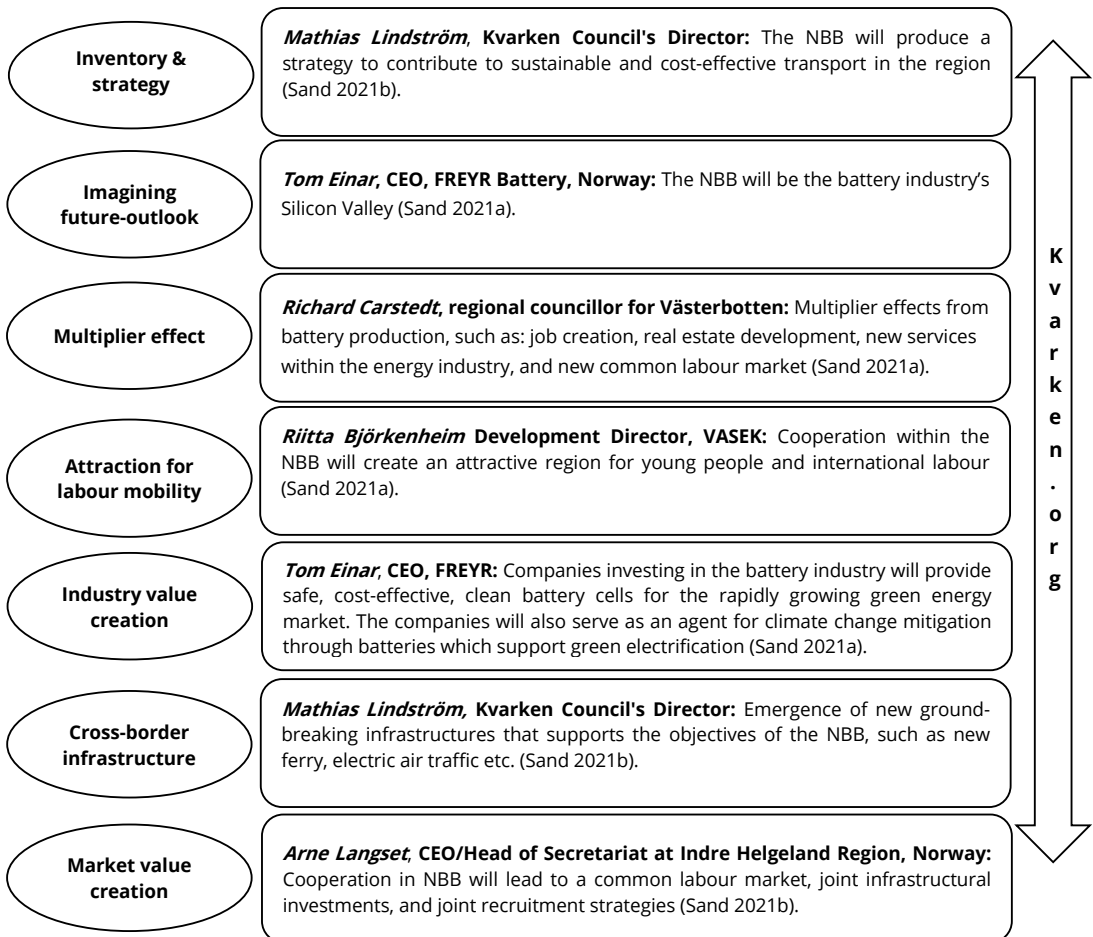 Inventory &
strategy
Mathias Lindström, Kvarken Council's Director: The NBB will produce a
strategy to contribute to sustainable and cost-effective transport in the region
(Sand 2021b).
Imagining
future-outlook
Tom Einar, CEO, FREYR Battery, Norway: The NBB will be the battery industry’s
Silicon Valley (Sand 2021a).
Multiplier effect
Richard Carstedt, regional councillor for Västerbotten: Multiplier effects from
battery production, such as: job creation, real estate development, new services
within the energy industry, and new common labour market (Sand 2021a).
Attraction for
labour mobility
Riitta Björkenheim Development Director, VASEK: Cooperation within the
NBB will create an attractive region for young people and international labour
(Sand 2021a).
Industry value
creation
Tom Einar, CEO, FREYR: Companies investing in the battery industry will provide
safe, cost-effective, clean battery cells for the rapidly growing green energy
market. The companies will also serve as an agent for climate change mitigation
through batteries which support green electrification (Sand 2021a).
Cross-border
infrastructure
Mathias Lindström, Kvarken Council's Director: Emergence of new ground-
breaking infrastructures that supports the objectives of the NBB, such as new
ferry, electric air traffic etc. (Sand 2021b).
Market value
creation
Arne Langset, CEO/Head of Secretariat at Indre Helgeland Region, Norway:
Cooperation in NBB will lead to a common labour market, joint infrastructural
investments, and joint recruitment strategies (Sand 2021b).
Kvarken.org